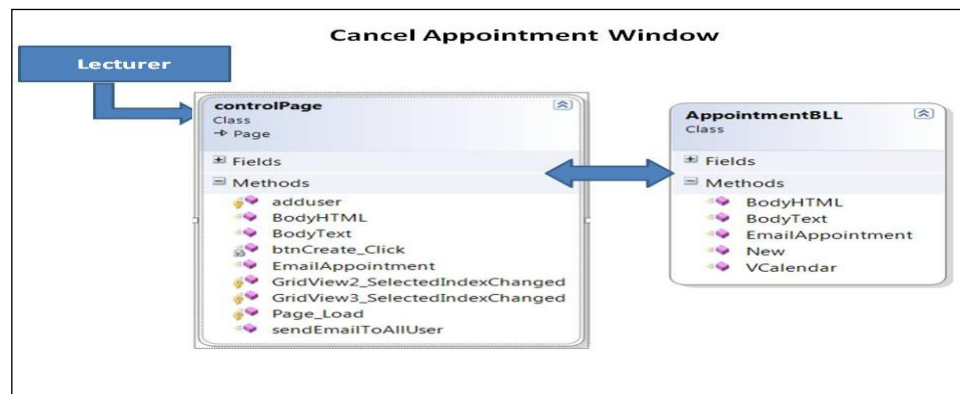 Cancel Appointment Window
Lecturer
controlPage
Class
Page
Fields
Methods
adduser
BodyHTML
BodyText
btnCreate_Click
EmailAppointment
GridView2_SelectedIndexChanged
GridView3_SelectedIndexChanged
Page_Load
sendEmailToAllUser
AppointmentBLL
Class
Fields
Methods
BodyHTML
BodyText
EmailAppointment
New
VCalendar